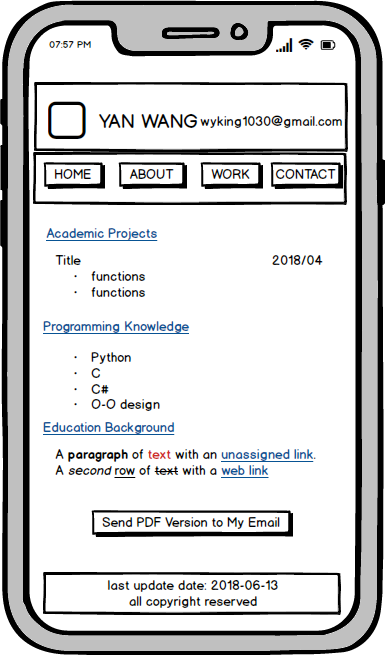 07:57 PM
YAN WANG wyking1030@gmail.com
HOME ABOUT WORK CONTACT
Academic Projects
Title 2018/04
· functions
· functions
Programming Knowledge
· Python
· C
· C#
· O-O design
Education Background
A paragraph of text with an unassigned link.
A second row of text with a web link
Send PDF Version to My Email
last update date: 2018-06-13
all copyright reserved